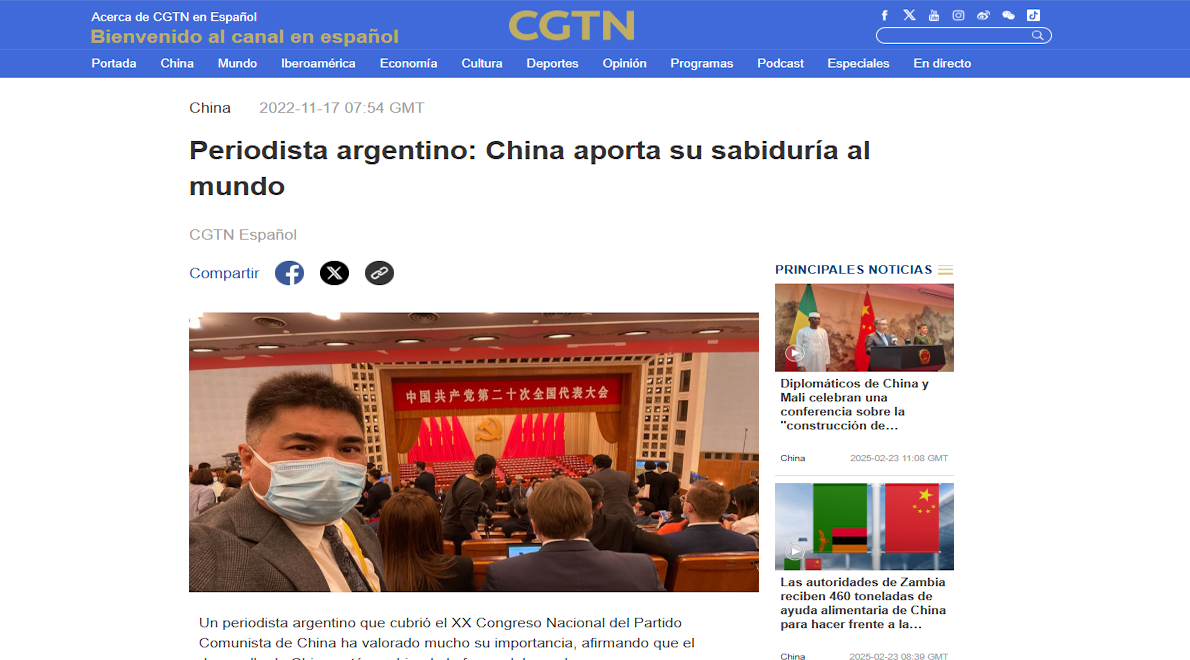 Acerca de CGTN en Español
Bienvenido al canal en español
CGTN
Portada China Mundo Iberoamérica Economía Cultura Deportes Opinión Programas Podcast Especiales En directo
China 2022-11-17 07:54 GMT
Periodista argentino: China aporta su sabiduría al
mundo
CGTN Español
Compartir
中国共产党第二十次全国代表大会
Un periodista argentino que cubrió el XX Congreso Nacional del Partido
Comunista de China ha valorado mucho su importancia, afirmando que el
PRINCIPALES NOTICIAS
Diplomáticos de China y
Mali celebran una
conferencia sobre la
"construcción de...
China 2025-02-23 11:08 GMT
Las autoridades de Zambia
reciben 460 toneladas de
ayuda alimentaria de China
para hacer frente a la...
China 2025-02-23 08:39 GMT